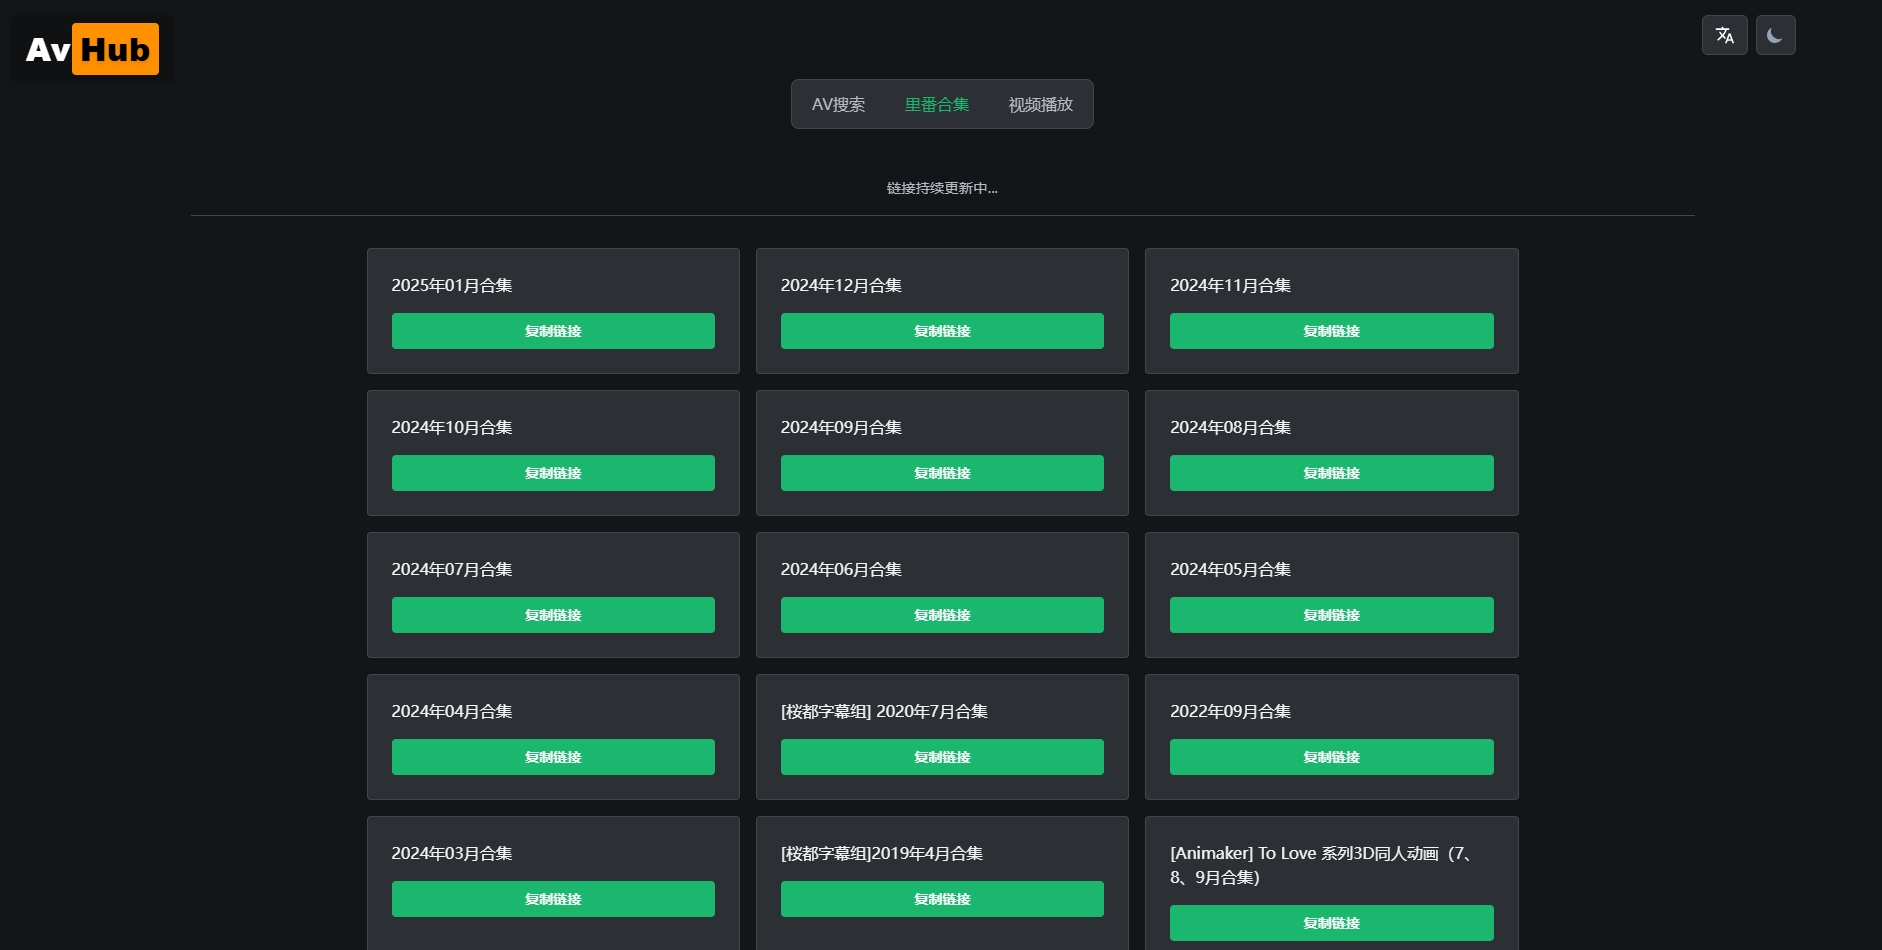 AvHub
AV搜索
里番合集
视频播放
链接持续更新中...
2025年01月合集
2024年12月合集
2024年11月合集
复制链接
复制链接
复制链接
2024年10月合集
2024年09月合集
2024年08月合集
复制链接
复制链接
复制链接
2024年07月合集
2024年06月合集
2024年05月合集
复制链接
复制链接
复制链接
2024年04月合集
[桜都字幕组] 2020年7月合集
2022年09月合集
复制链接
复制链接
复制链接
2024年03月合集
[桜都字幕组]2019年4月合集
[Animaker] To Love 系列3D同人动画（7、
8、9月合集)
复制链接
复制链接
复制链接